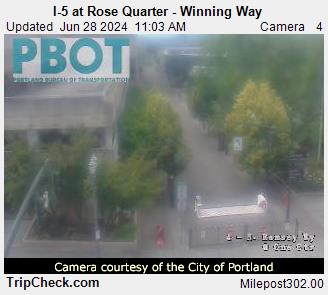 I-5 at Rose Quarter - Winning Way
Updated Jun 28 2024 11:03 AM Camera 4
PBOT
PORTLAND BUREAU OF TRANSPORTATION
Camera courtesy of the City of Portland
TripCheck.com Milepost302.00